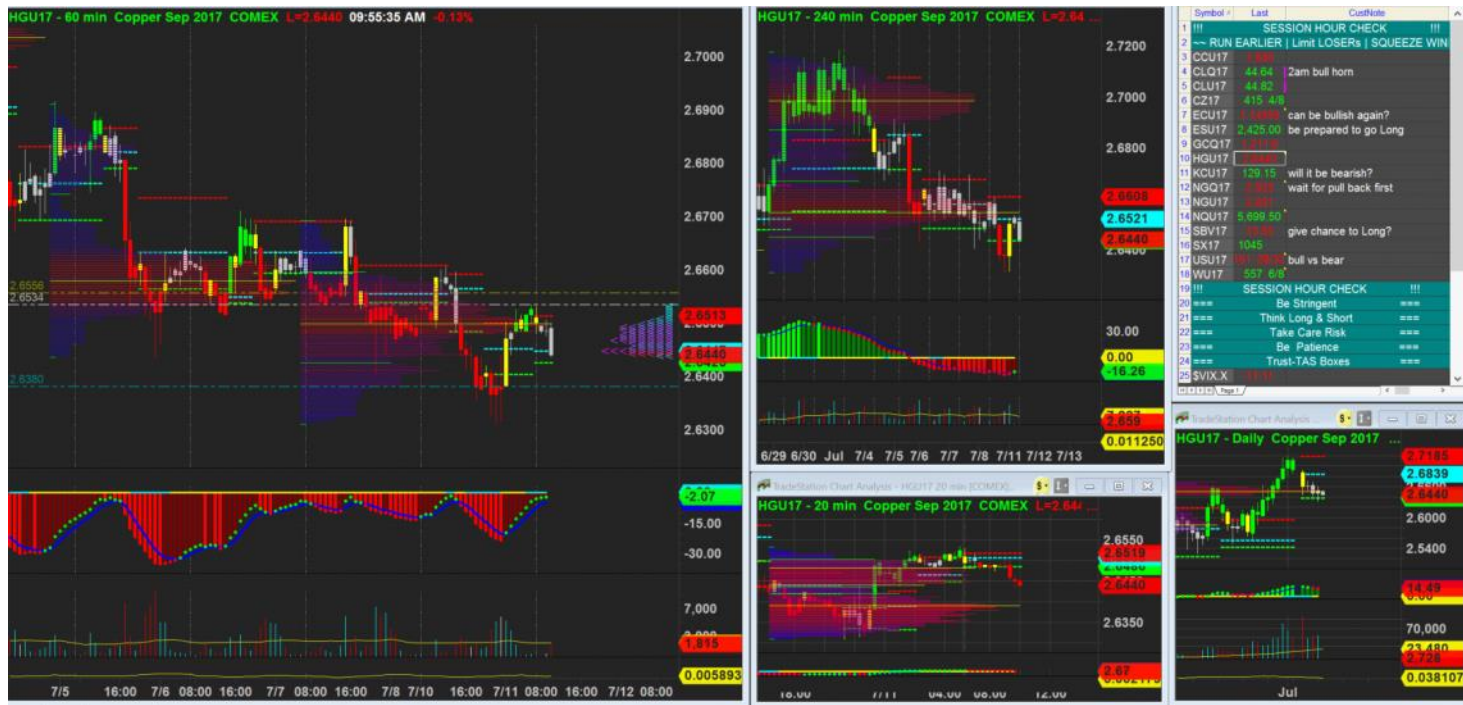 HGU17 - 60 min Copper Sep 2017 COMEX L=2.6440 09:55:35 AM -0.13%
2.7000
2.6900
2.6800
2.6700
2.6600
2.6556
2.6534
2.6513
2.6440
2.6400
2.6380
2.6300
-2.07
-15.00
-30.00
7,000
1,815
0.005893
7/5 16:00 7/6 08:00 16:00 7/7 08:00 16:00 7/8 7/10 16:00 7/11 08:00 16:00 7/12 08:00
HGU17 - 240 min Copper Sep 2017 COMEX L=2.64 ...
2.7200
2.7000
2.6800
2.6608
2.6521
2.6440
2.6400
30.00
0.00
-16.26
2.659
0.011250
6/29 6/30 Jul 7/4 7/5 7/6 7/7 7/8 7/11 7/12 7/13
TradeStation Chart Analysis - HGU17 20 min [COMEX]...
HGU17 - 20 min Copper Sep 2017 COMEX L=2.64 ...
2.6550
2.6519
2.6440
2.6350
2.67
18:00 7/11 04:00 08:00 12:00
Symbol Last CustNote
1 !!! SESSION HOUR CHECK !!!
2 ~~ RUN EARLIER | Limit LOSERs | SQUEEZE WIN
3 CCU17
4 CLQ17 44.64 2am bull horn
5 CLU17 44.82
6 CZ17 415 4/8
7 ECU17 can be bullish again?
8 ESU17 2,425.00 be prepared to go Long
9 GCQ17
10 HGU17
11 KCU17 129.15 will it be bearish?
12 NGQ17 wait for pull back first
13 NGU17
14 NQU17 5,699.50
15 SBV17 give chance to Long?
16 SX17 1045
17 USU17 bull vs bear
18 WU17 557 6/8
19 !!! SESSION HOUR CHECK !!!
20 === Be Stringent ===
21 === Think Long & Short ===
22 === Take Care Risk ===
23 === Be Patience ===
24 === Trust-TAS Boxes ===
25 $VIX.X
Page 1
TradeStation Chart Analysis ...
HGU17 - Daily Copper Sep 2017 ...
2.7185
2.6839
2.6440
2.6000
2.5400
14.49
70,000
23,480
2,728
0.038107
Jul